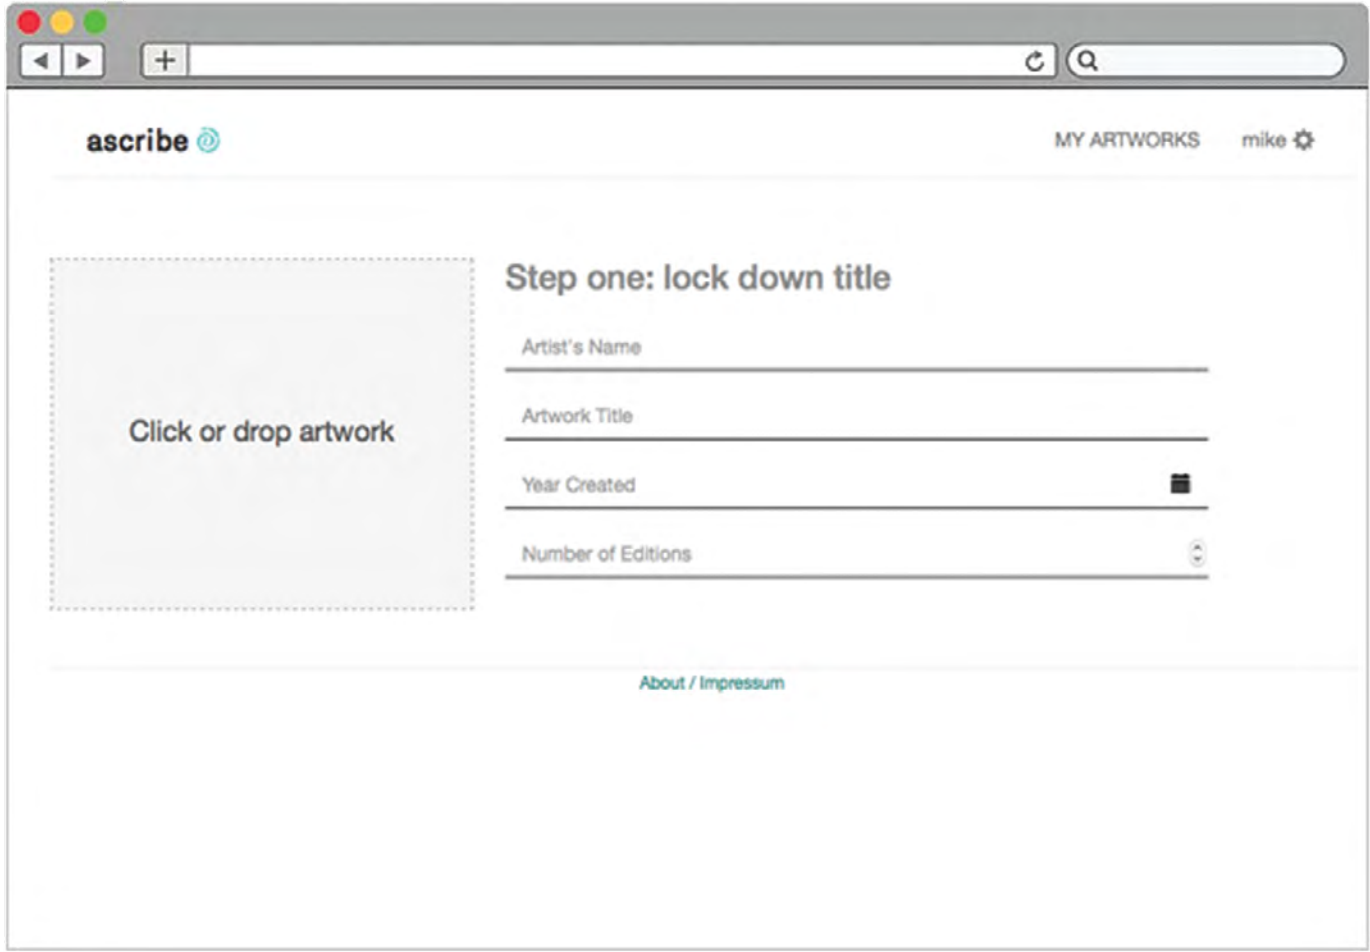 ascribe
MY ARTWORKS mike
Step one: lock down title
Artist's Name
Click or drop artwork
Artwork Title
Year Created
Number of Editions
About / Impressum